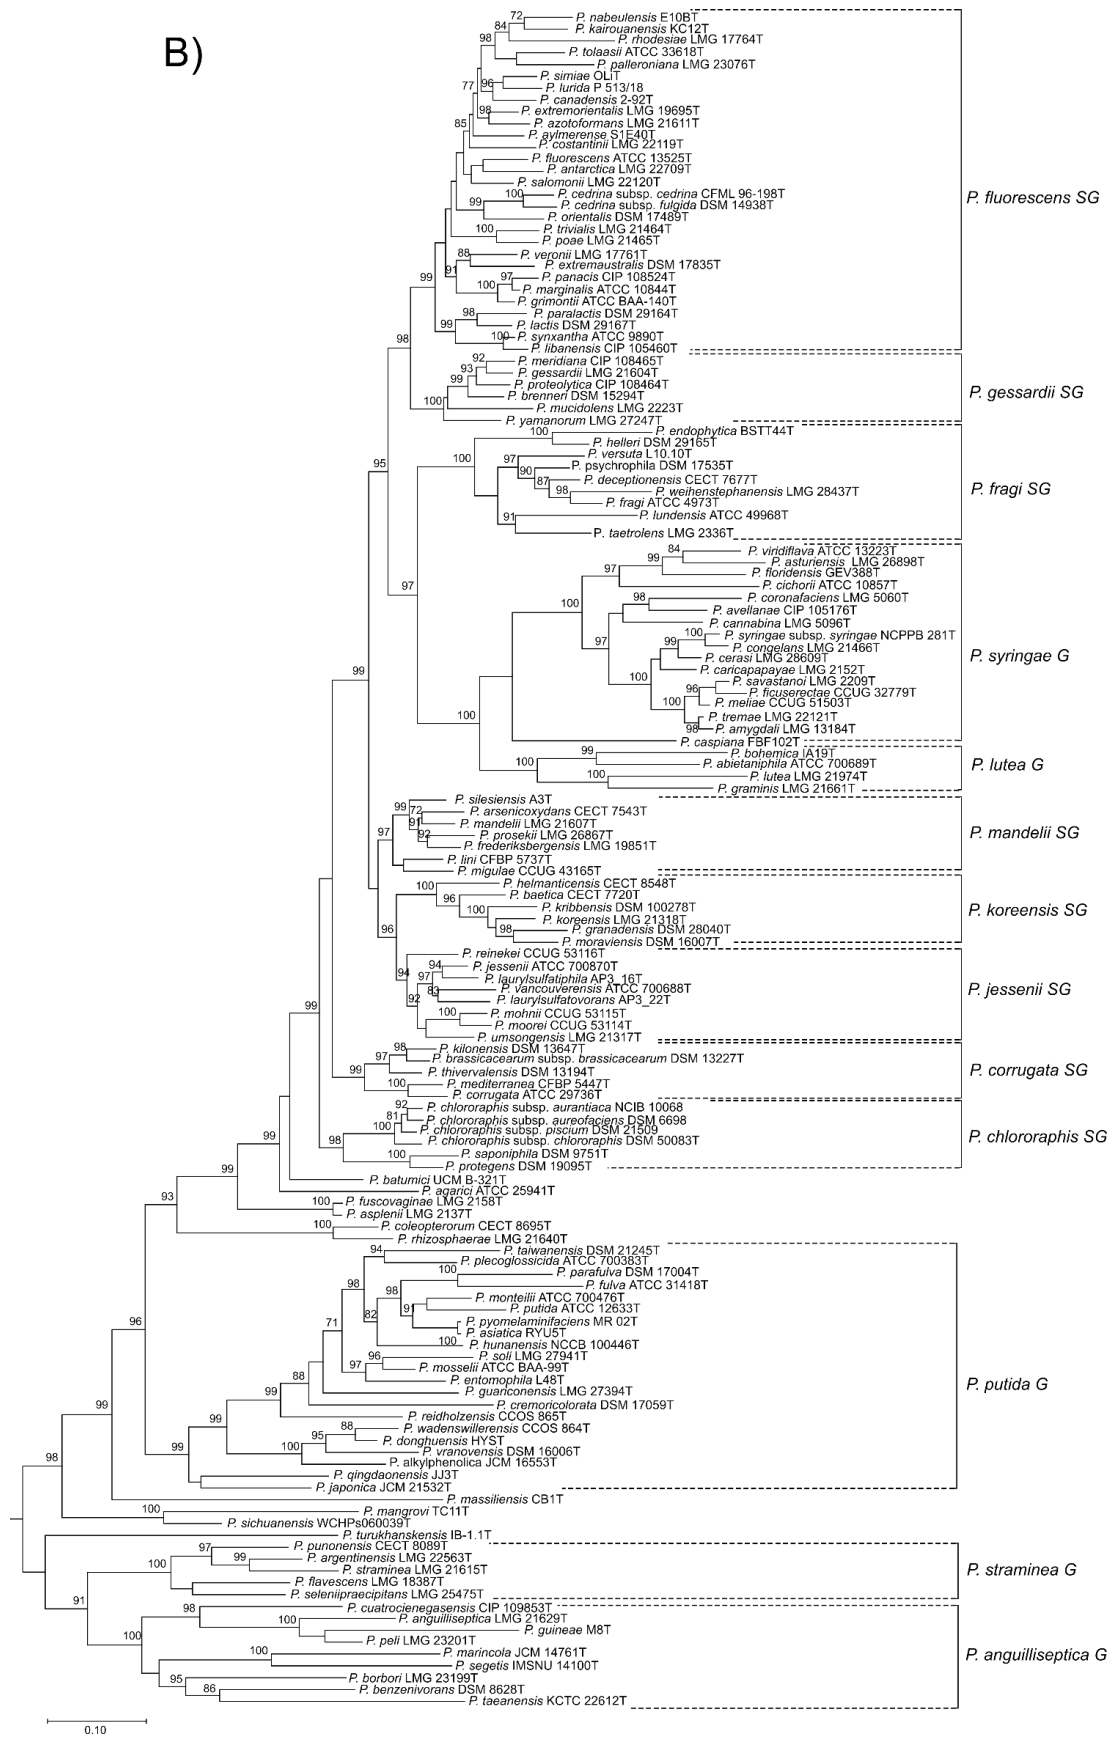 B)
72
P. nabeulensis E10BT
84
P. kairouanensis KC12T
98
P. rhodesiae LMG 17764T
P. tolaasii ATCC 33618T
P. palleroniana LMG 23076T
P. simiae OLiT
77
96
P. lurida P 513/18
P. canadensis 2-92T
98
P. extremorientalis LMG 19695T
P. azotoformans LMG 21611T
85
P. aylmerense S1E40T
P. costantinii LMG 22119T
P. fluorescens ATCC 13525T
P. antarctica LMG 22709T
P. salomonii LMG 22120T
100
P. cedrina subsp. cedrina CFML 96-198T
P. fluorescens SG
99
P. cedrina subsp. fulgida DSM 14938T
P. orientalis DSM 17489T
100
P. trivialis LMG 21464T
P. poae LMG 21465T
88
P. veronii LMG 17761T
91
P. extremaustralis DSM 17835T
99
97
P. panacis CIP 108524T
100
P. marginalis ATCC 10844T
P. grimontii ATCC BAA-140T
98
P. paralactis DSM 29164T
99
P. lactis DSM 29167T
98
100
P. synxantha ATCC 9890T
P. libanensis CIP 105460T
92
P. meridiana CIP 108465T
93
P. gessardii LMG 21604T
99
P. proteolytica CIP 108464T
P. gessardii SG
100
P. brenneri DSM 15294T
P. mucidolens LMG 2223T
P. yamanorum LMG 27247T
100
P. endophytica BSTT44T
P. helleri DSM 29165T
100
97
P. versuta L10.10T
95
90
P. psychrophila DSM 17535T
87
P. deceptionensis CECT 7677T
P. fragi SG
98
P. weihenstephanensis LMG 28437T
P. fragi ATCC 4973T
91
P. lundensis ATCC 49968T
P. taetrolens LMG 2336T
84
P. viridiflava ATCC 13223T
99
P. asturiensis LMG 26898T
97
P. floridensis GEV388T
97
P. cichorii ATCC 10857T
100
98
P. coronafaciens LMG 5060T
P. avellanae CIP 105176T
P. cannabina LMG 5096T
97
100
P. syringae subsp. syringae NCPPB 281T
99
P. congelans LMG 21466T
P. cerasi LMG 28609T
P. syringae G
99
P. caricapapayae LMG 2152T
100
P. savastanoi LMG 2209T
96
P. ficuserectae CCUG 32779T
100
P. meliae CCUG 51503T
100
P. tremae LMG 22121T
98
P. amygdali LMG 13184T
P. caspiana FBF102T
99
P. bohemica IA19T
100
P. abietaniphila ATCC 700689T
P. lutea G
100
P. lutea LMG 21974T
P. graminis LMG 21661T
99
P. silesiensis A3T
72
P. arsenicoxydans CECT 7543T
91
P. mandelii LMG 21607T
97
92
P. prosekii LMG 26867T
P. mandelii SG
P. frederiksbergensis LMG 19851T
P. lini CFBP 5737T
P. migulae CCUG 43165T
100
P. helmanticensis CECT 8548T
96
P. baetica CECT 7720T
100
P. kribbensis DSM 100278T
P. koreensis SG
P. koreensis LMG 21318T
96
98
P. granadensis DSM 28040T
P. moraviensis DSM 16007T
P. reinekei CCUG 53116T
94
94
P. jessenii ATCC 700870T
97
P. laurylsulfatiphila AP3_16T
83
P. vancouverensis ATCC 700688T
P. jessenii SG
92
P. laurylsulfatovorans AP3_22T
99
100
P. mohnii CCUG 53115T
P. moorei CCUG 53114T
P. umsongensis LMG 21317T
98
P. kilonensis DSM 13647T
97
P. brassicacearum subsp. brassicacearum DSM 13227T
99
P. thivervalensis DSM 13194T
P. corrugata SG
100
P. mediterranea CFBP 5447T
P. corrugata ATCC 29736T
92
P. chlororaphis subsp. aurantiaca NCIB 10068
81
P. chlororaphis subsp. aureofaciens DSM 6698
100
P. chlororaphis subsp. piscium DSM 21509
P. chlororaphis SG
99
98
P. chlororaphis subsp. chlororaphis DSM 50083T
100
P. saponiphila DSM 9751T
P. protegens DSM 19095T
99
P. batumici UCM B-321T
P. agarici ATCC 25941T
93
100
P. fuscovaginae LMG 2158T
P. asplenii LMG 2137T
100
P. coleopterorum CECT 8695T
P. rhizosphaerae LMG 21640T
94
P. taiwanensis DSM 21245T
P. plecoglossicida ATCC 700383T
100
P. parafulva DSM 17004T
98
98
P. fulva ATCC 31418T
P. monteilii ATCC 700476T
82
91
P. putida ATCC 12633T
96
71
P. pyomelaninifaciens MR 02T
P. asiatica RYU5T
100
P. hunanensis NCCB 100446T
96
P. soli LMG 27941T
97
P. mosselii ATCC BAA-99T
88
P. entomophila L48T
P. putida G
99
P. guariconensis LMG 27394T
P. cremoricolorata DSM 17059T
99
P. reidholzensis CCOS 865T
88
P. wadenswillerensis CCOS 864T
95
P. donghuensis HYST
99
100
P. vranovensis DSM 16006T
98
P. alkylphenolica JCM 16553T
P. qingdaonensis JJ3T
P. japonica JCM 21532T
P. massiliensis CB1T
100
P. mangrovi TC11T
P. sichuanensis WCHPs060039T
P. turukhanskensis IB-1.1T
97
P. punonensis CECT 8089T
100
99
P. argentinensis LMG 22563T
P. straminea LMG 21615T
P. straminea G
P. flavescens LMG 18387T
91
P. seleniipraecipitans LMG 25475T
98
P. cuatrocienegasensis CIP 109853T
100
P. anguilliseptica LMG 21629T
100
P. guineae M8T
P. peli LMG 23201T
100
P. marincola JCM 14761T
P. anguilliseptica G
P. segetis IMSNU 14100T
95
P. borbori LMG 23199T
86
P. benzenivorans DSM 8628T
P. taeanensis KCTC 22612T
0.10